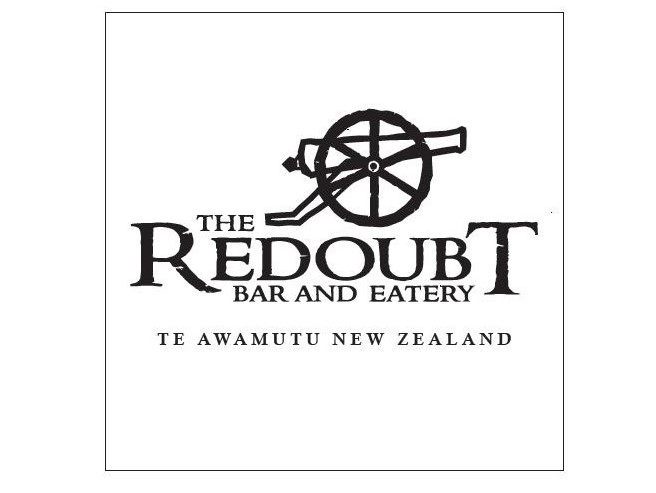 THE
REDOUBT
BAR AND EATERY
TE AWAMUTU NEW ZEALAND